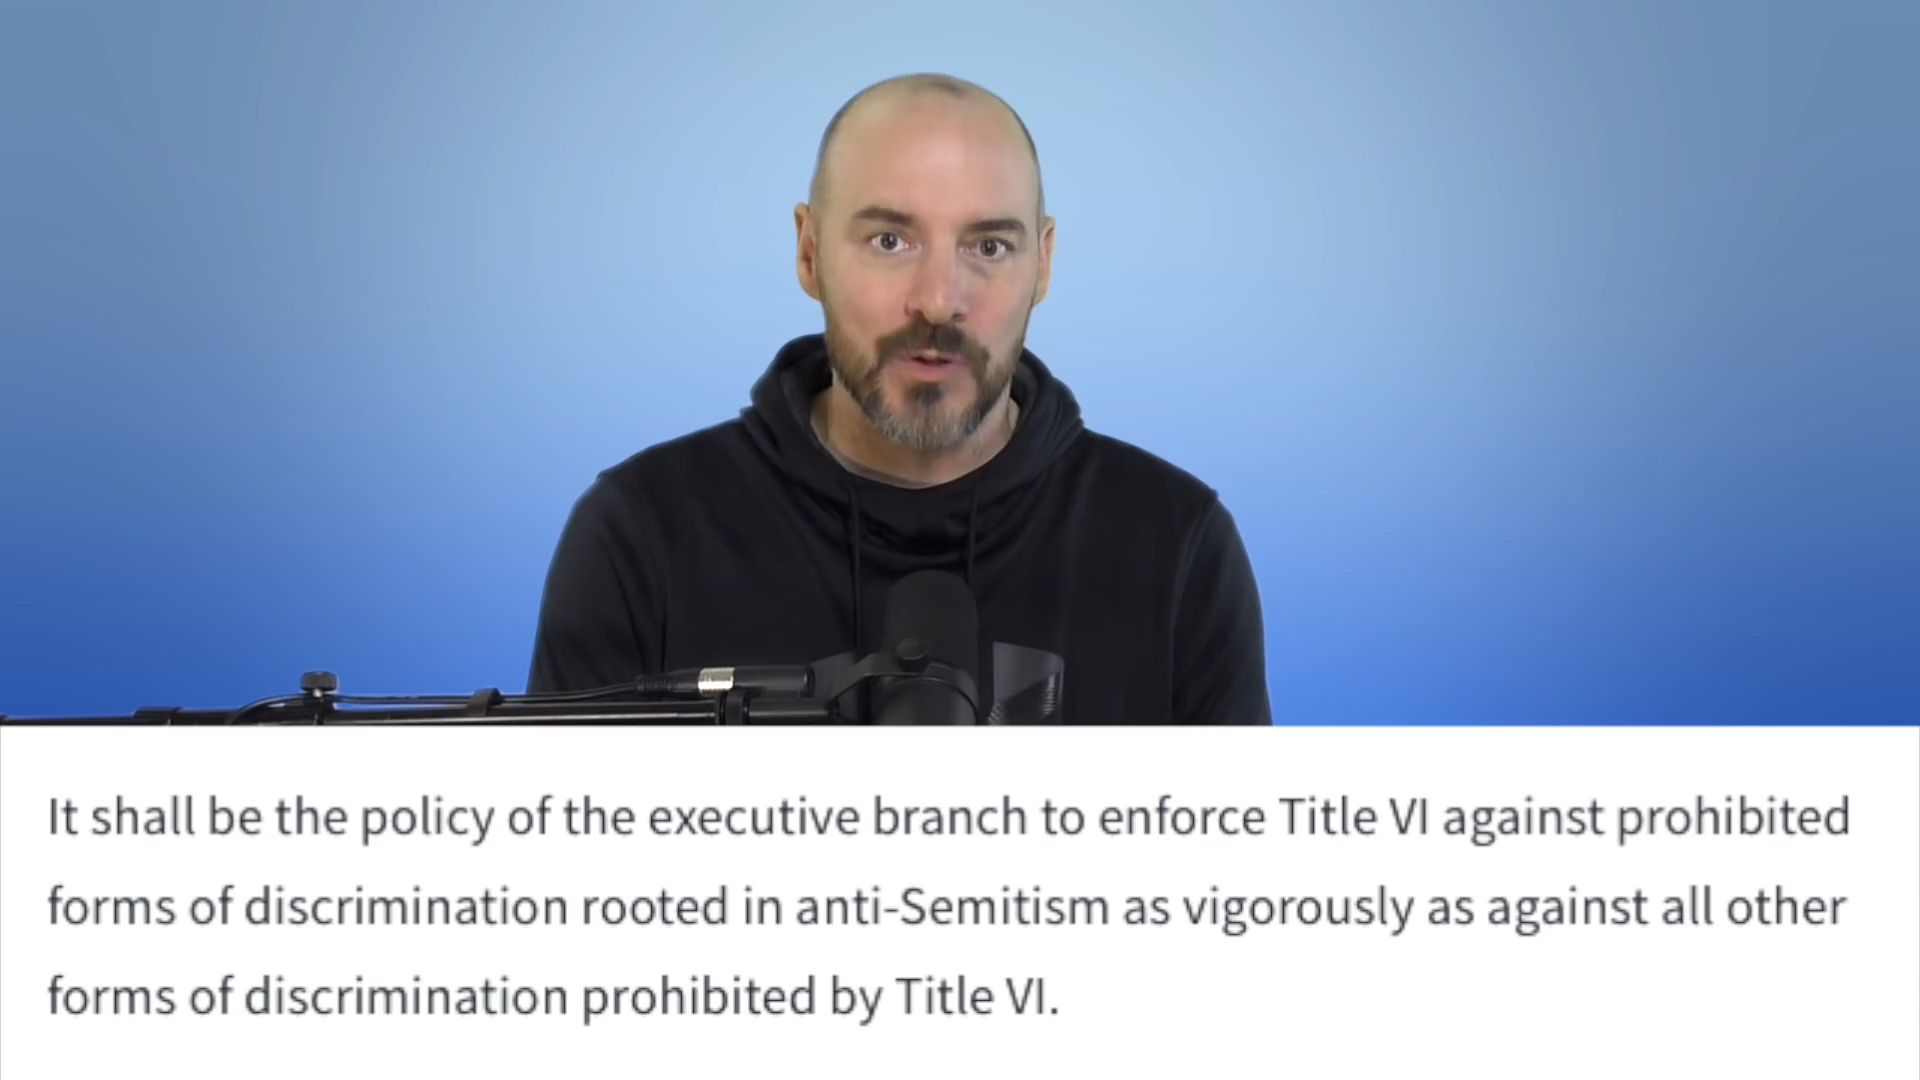 It shall be the policy of the executive branch to enforce Title VI against prohibited
forms of discrimination rooted in anti-Semitism as vigorously as against all other
forms of discrimination prohibited by Title VI.